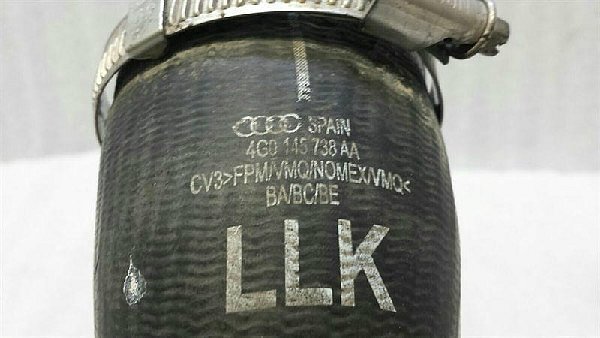 SPAIN
4G0 145 738 AA
CV3>FPM/VMQ/NOMEX/VMQ<
BA/BC/BE
LLK